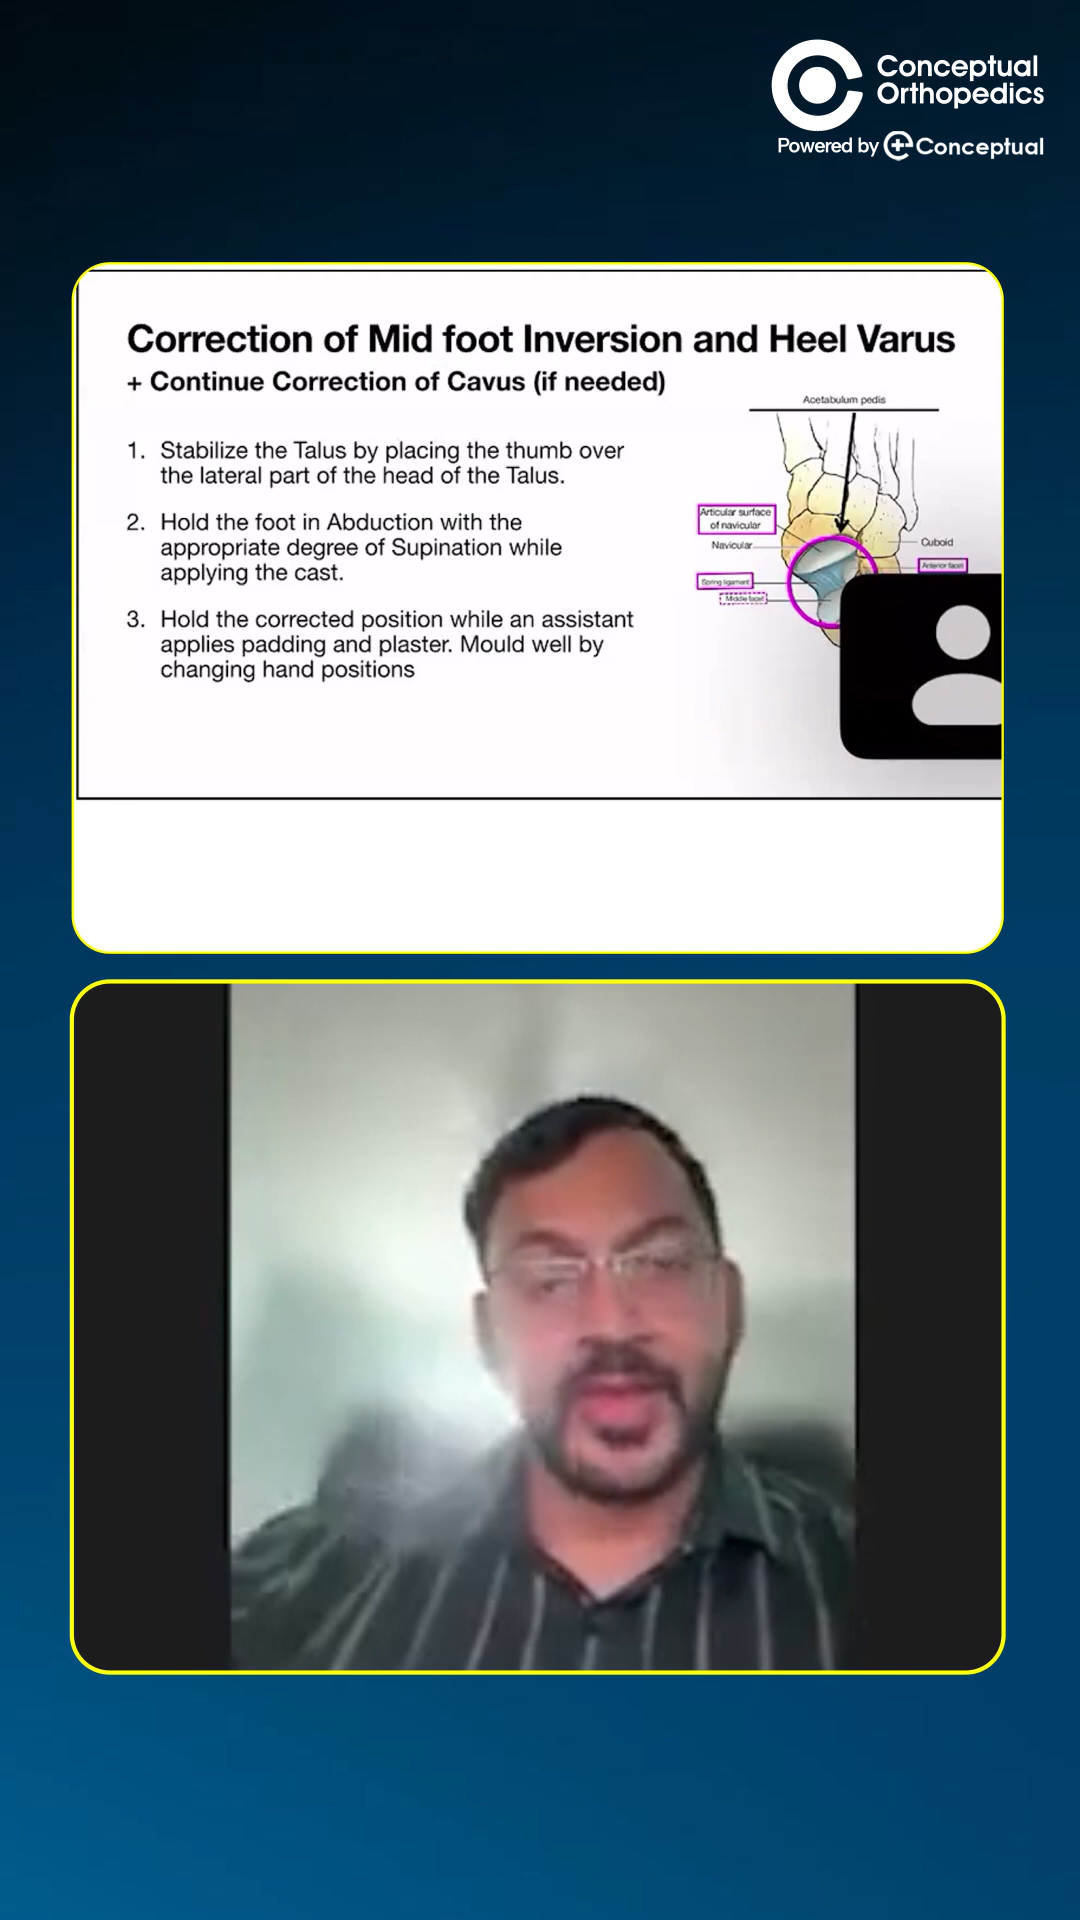 Conceptual
Orthopedics
Powered by Conceptual
Correction of Mid foot Inversion and Heel Varus
+ Continue Correction of Cavus (if needed)
1. Stabilize the Talus by placing the thumb over
the lateral part of the head of the Talus.
2. Hold the foot in Abduction with the
appropriate degree of Supination while
applying the cast.
3. Hold the corrected position while an assistant
applies padding and plaster. Mould well by
changing hand positions
Acetabulum pedis
Articular surface
of navicular
Navicular
Cuboid
Anterior facet
Spring ligament
Middle facet